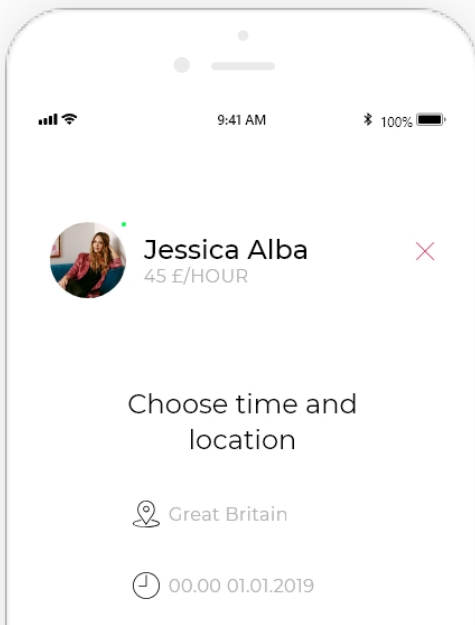 9:41 AM
100%
Jessica Alba
45 £/HOUR
Choose time and
location
Great Britain
00.00 01.01.2019